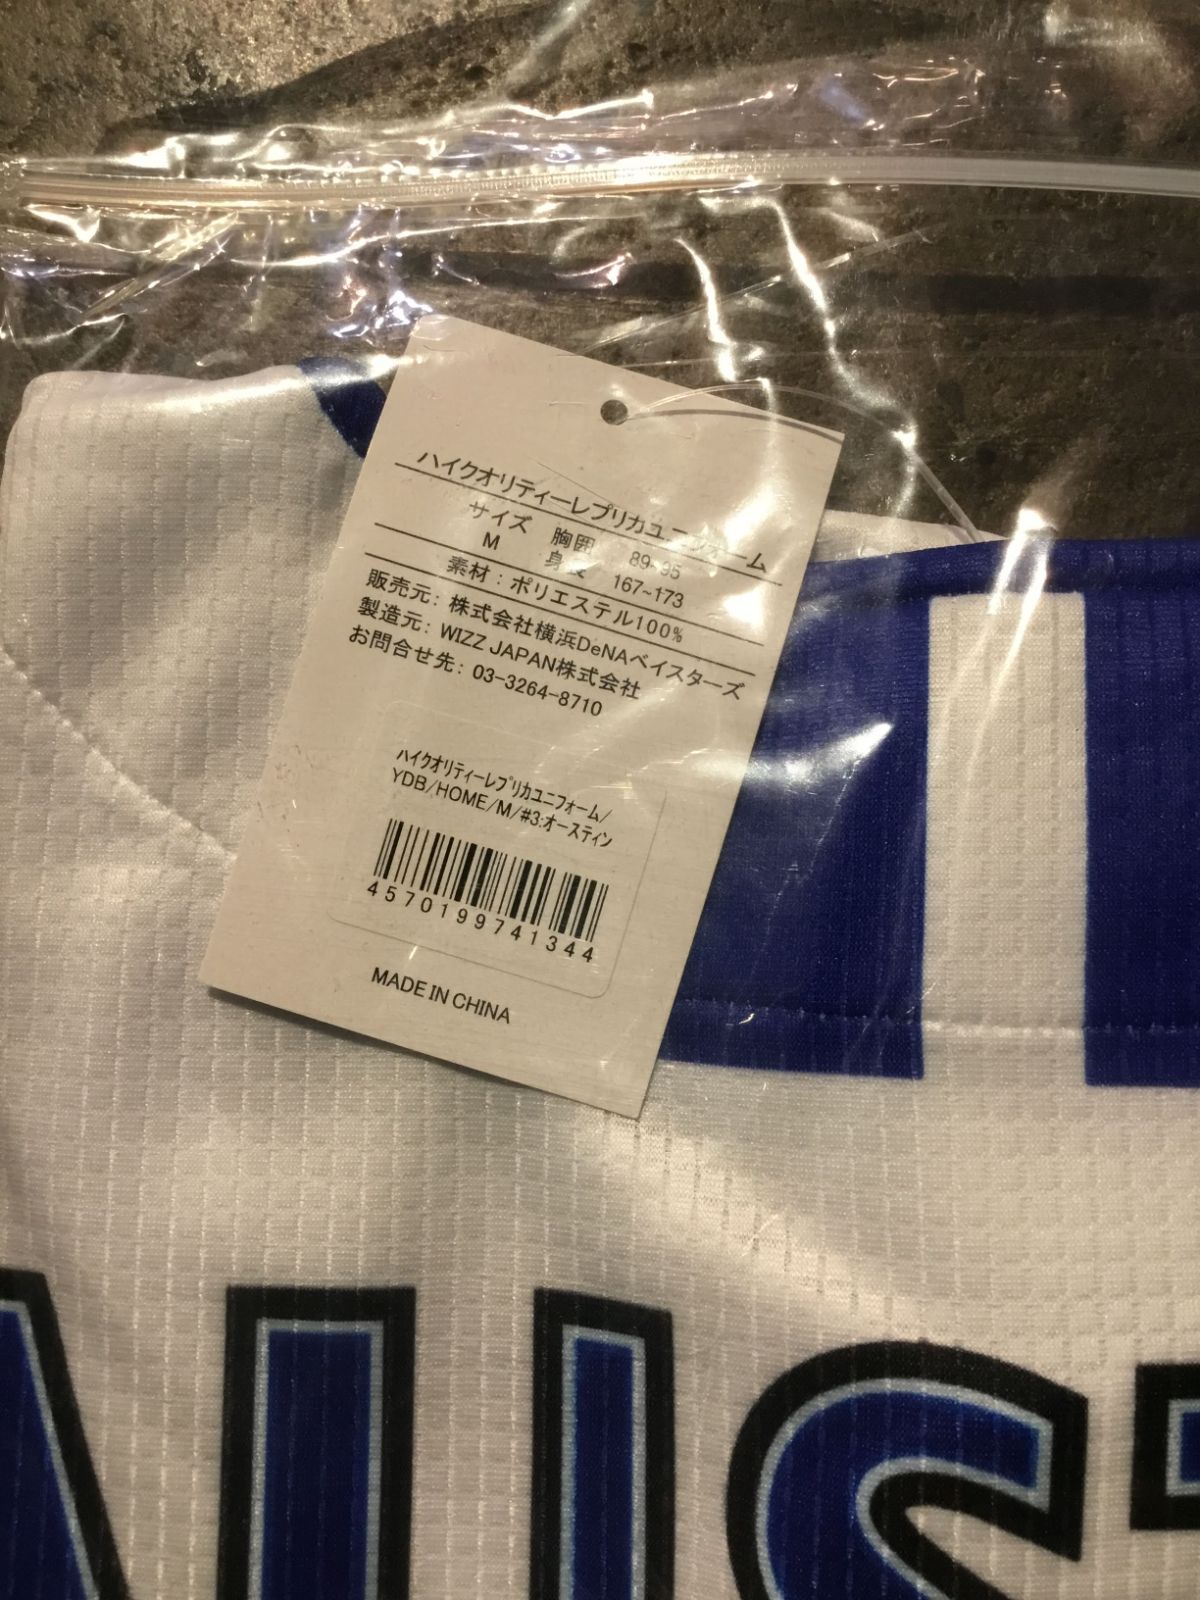 ハイクオリティーレプリカユニフォーム
サイズ 胸囲 89~95
M 身長 167~173
素材：ポリエステル100%
販売元：株式会社横浜DeNAベイスターズ
製造元：WIZZ JAPAN株式会社
お問合せ先：03-3264-8710
ﾊｲｸｵﾘﾃｨｰﾚﾌﾟﾘｶﾕﾆﾌｫｰﾑ/
YDB/HOME/M/#3:ｵｰｽﾃｨﾝ
4570199741344
MADE IN CHINA
AUST